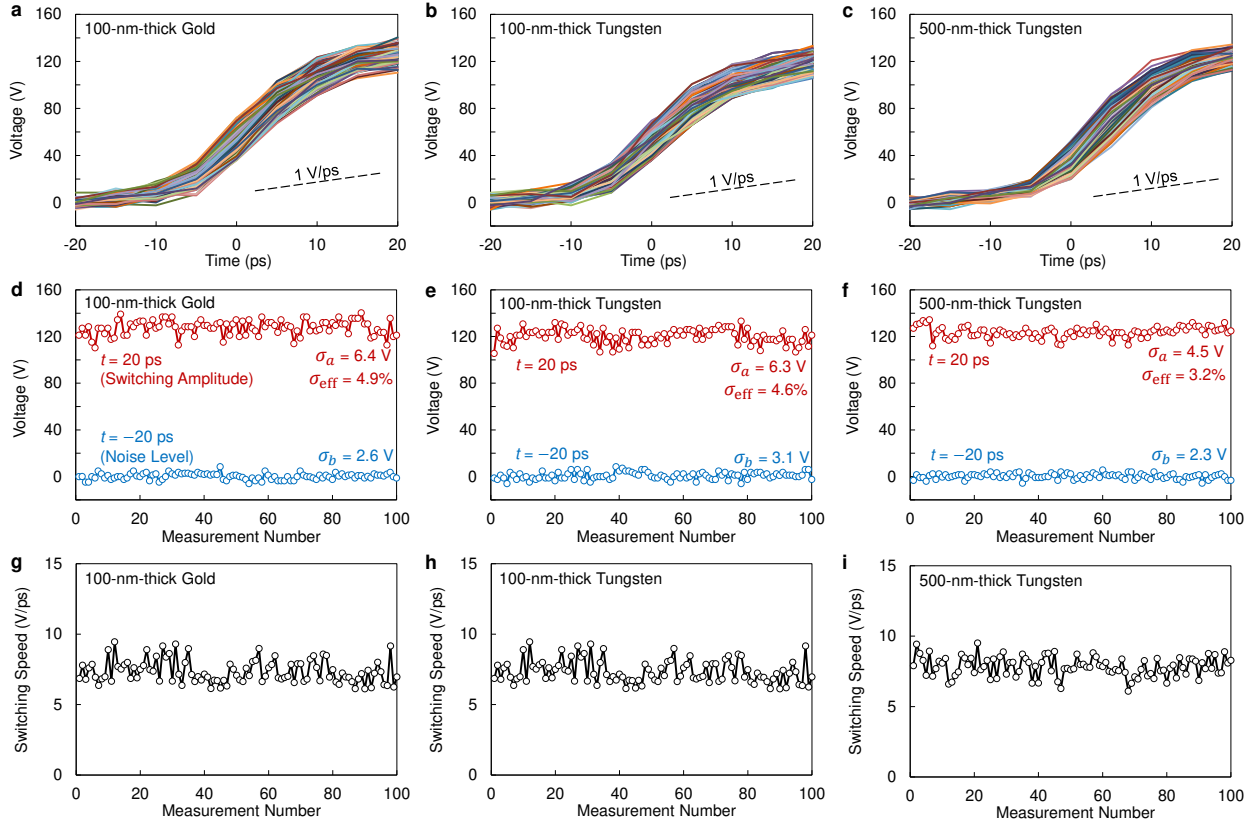 a
100-nm-thick Gold
Voltage (V)
160
120
80
40
0
1 V/ps
-20
-10
0
10
20
Time (ps)
b
100-nm-thick Tungsten
Voltage (V)
160
120
80
40
0
1 V/ps
-20
-10
0
10
20
Time (ps)
c
500-nm-thick Tungsten
Voltage (V)
160
120
80
40
0
1 V/ps
-20
-10
0
10
20
Time (ps)
d
100-nm-thick Gold
Voltage (V)
160
120
80
40
0
t = 20 ps
(Switching Amplitude)
σa = 6.4 V
σeff = 4.9%
t = −20 ps
(Noise Level)
σb = 2.6 V
0
20
40
60
80
100
Measurement Number
e
100-nm-thick Tungsten
Voltage (V)
160
120
80
40
0
t = 20 ps
σa = 6.3 V
σeff = 4.6%
t = −20 ps
σb = 3.1 V
0
20
40
60
80
100
Measurement Number
f
500-nm-thick Tungsten
Voltage (V)
160
120
80
40
0
t = 20 ps
σa = 4.5 V
σeff = 3.2%
t = −20 ps
σb = 2.3 V
0
20
40
60
80
100
Measurement Number
g
100-nm-thick Gold
Switching Speed (V/ps)
15
10
5
0
0
20
40
60
80
100
Measurement Number
h
100-nm-thick Tungsten
Switching Speed (V/ps)
15
10
5
0
0
20
40
60
80
100
Measurement Number
i
500-nm-thick Tungsten
Switching Speed (V/ps)
15
10
5
0
0
20
40
60
80
100
Measurement Number